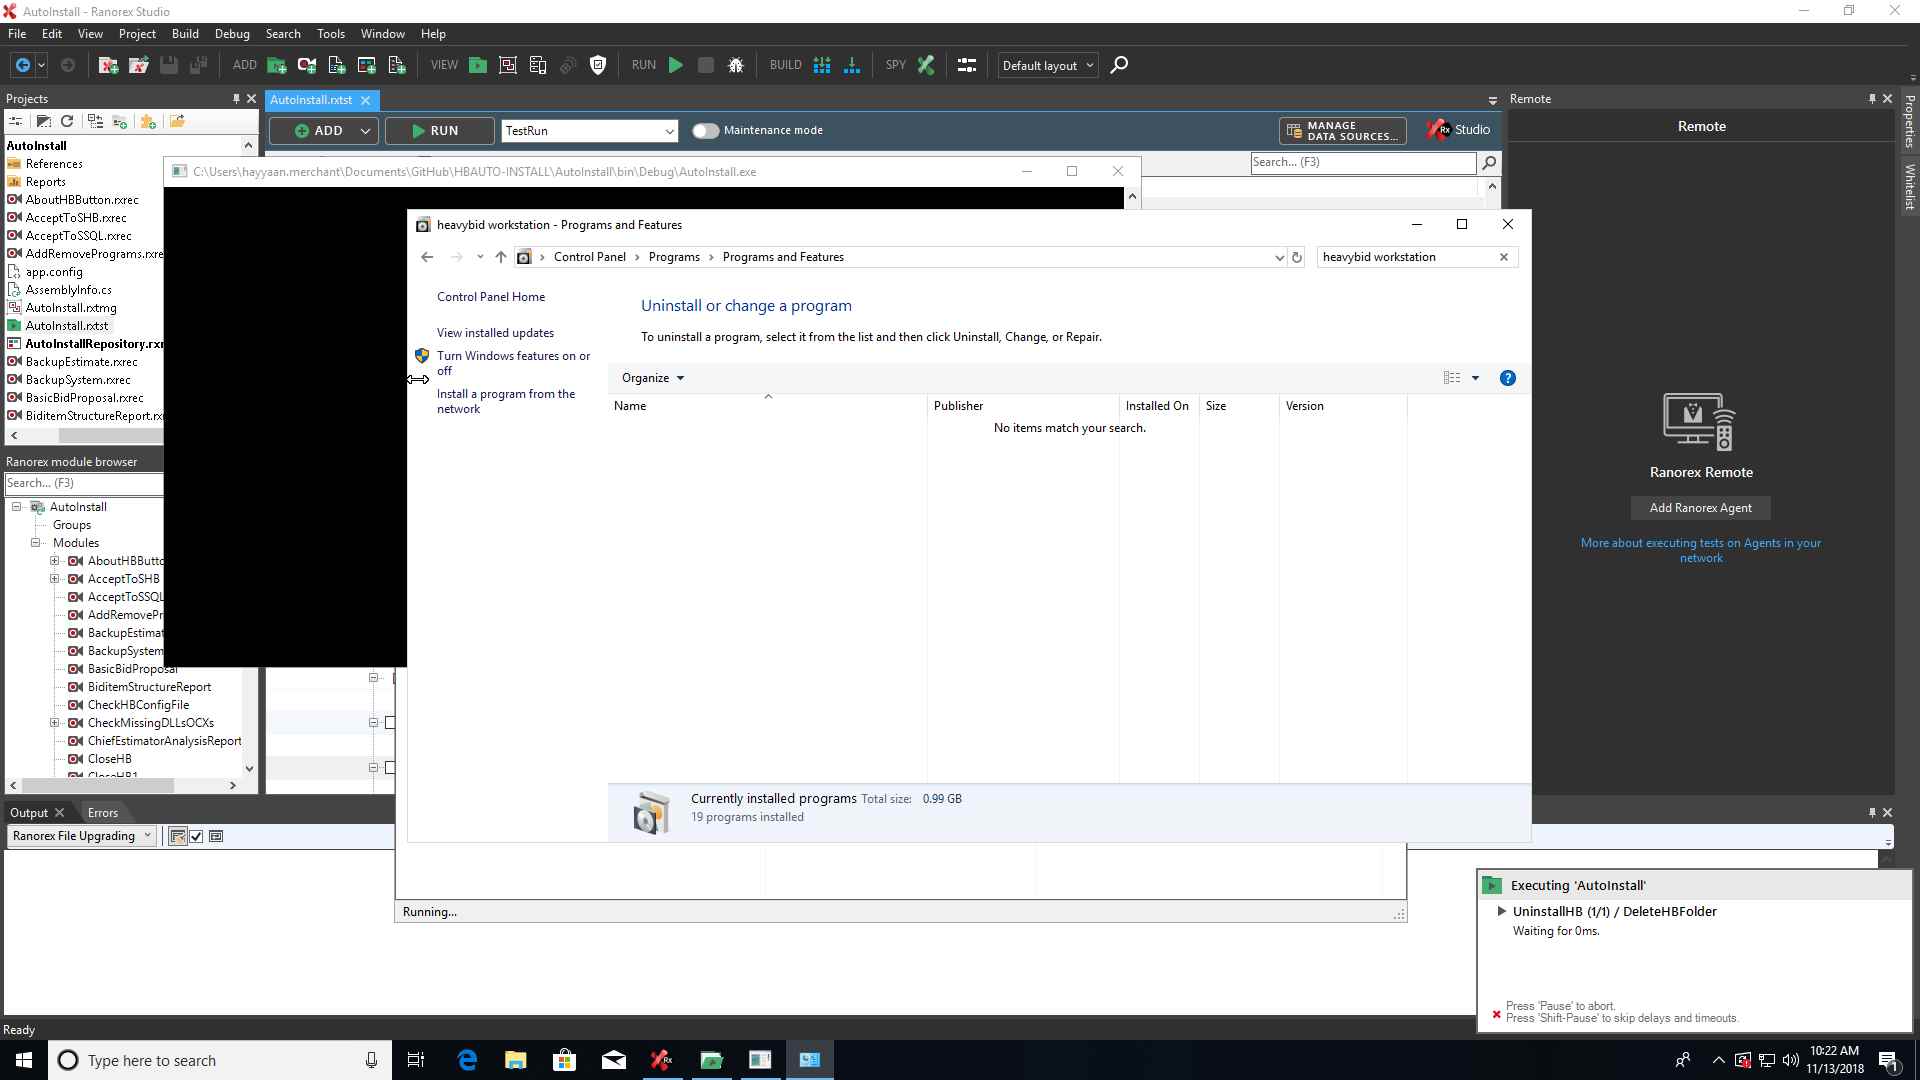 AutoInstall - Ranorex Studio
File Edit View Project Build Debug Search Tools Window Help
ADD VIEW RUN BUILD SPY Default layout
Projects
AutoInstall.rxtst
Remote
Properties
Whitelist
ADD RUN TestRun Maintenance mode MANAGE DATA SOURCES... Rx Studio
Remote
Search... (F3)
AutoInstall
References
Reports
AboutHBButton.rxrec
AcceptToSHB.rxrec
AcceptToSSQL.rxrec
AddRemovePrograms.rxre
app.config
AssemblyInfo.cs
AutoInstall.rxtmg
AutoInstall.rxtst
AutoInstallRepository.rxr
BackupEstimate.rxrec
BackupSystem.rxrec
BasicBidProposal.rxrec
BiditemStructureReport.rx
C:\Users\hayyaan.merchant\Documents\GitHub\HBAUTO-INSTALL\AutoInstall\bin\Debug\AutoInstall.exe
heavybid workstation - Programs and Features
Control Panel Programs Programs and Features
heavybid workstation
Control Panel Home
View installed updates
Turn Windows features on or
off
Install a program from the
network
Uninstall or change a program
To uninstall a program, select it from the list and then click Uninstall, Change, or Repair.
Organize
Name Publisher Installed On Size Version
No items match your search.
Currently installed programs Total size: 0.99 GB
19 programs installed
Running...
Ranorex Remote
Add Ranorex Agent
More about executing tests on Agents in your
network
Ranorex module browser
Search... (F3)
AutoInstall
Groups
Modules
AboutHBButto
AcceptToSHB
AcceptToSSQL
AddRemovePr
BackupEstimat
BackupSystem
BasicBidProposal
BiditemStructureReport
CheckHBConfigFile
CheckMissingDLLsOCXs
ChiefEstimatorAnalysisReport
CloseHB
CloseHB1
Output Errors
Ranorex File Upgrading
Executing 'AutoInstall'
UninstallHB (1/1) / DeleteHBFolder
Waiting for 0ms.
Press 'Pause' to abort.
Press 'Shift-Pause' to skip delays and timeouts.
Ready
Type here to search
10:22 AM
11/13/2018
1